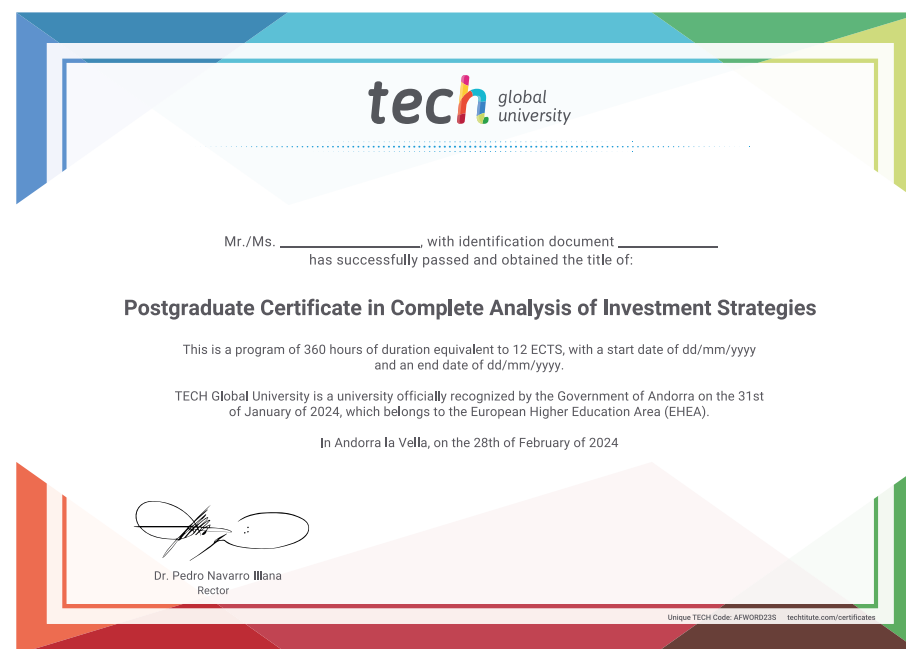 tech global university
Mr./Ms. ____________________, with identification document ______________
has successfully passed and obtained the title of:
Postgraduate Certificate in Complete Analysis of Investment Strategies
This is a program of 360 hours of duration equivalent to 12 ECTS, with a start date of dd/mm/yyyy
and an end date of dd/mm/yyyy.
TECH Global University is a university officially recognized by the Government of Andorra on the 31st
of January of 2024, which belongs to the European Higher Education Area (EHEA).
In Andorra la Vella, on the 28th of February of 2024
Dr. Pedro Navarro Illana
Rector
Unique TECH Code: AFWORD23S techtitute.com/certificates